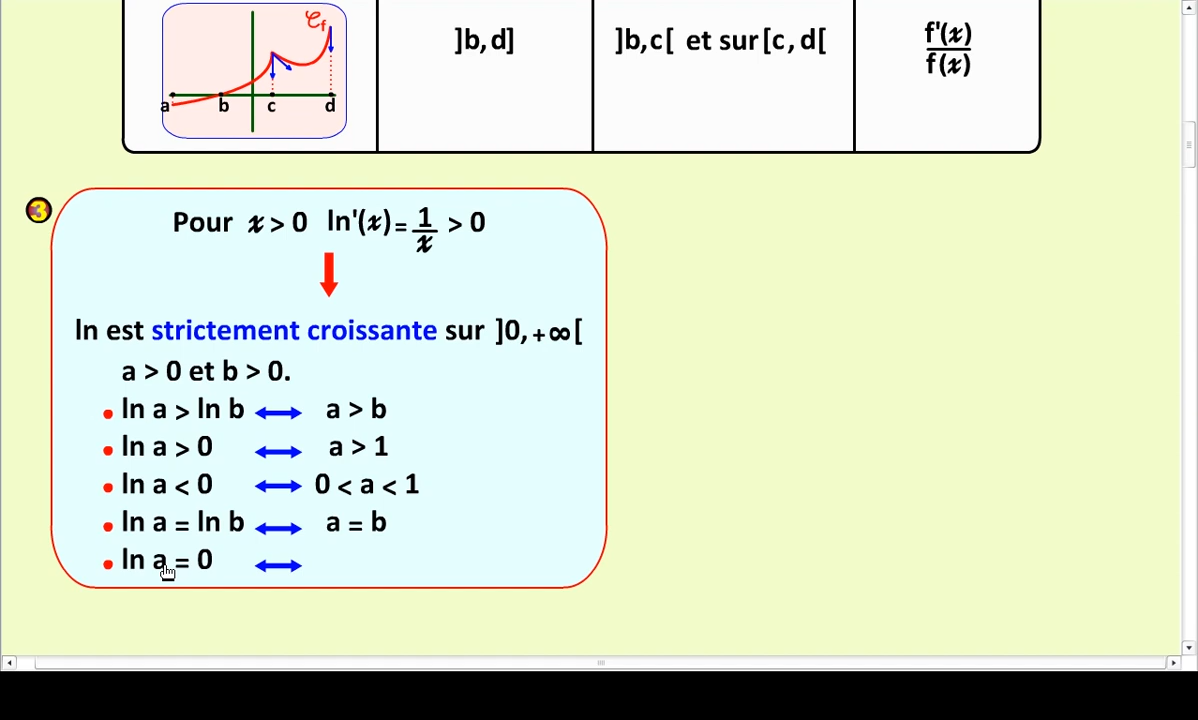 𝒞f
a b c d
]b,d]
]b,c[ et sur [c,d[
f'(x)
f(x)
3
Pour x > 0 ln'(x) = 1/x > 0
ln est strictement croissante sur ]0,+∞[
a > 0 et b > 0.
• ln a > ln b ↔ a > b
• ln a > 0 ↔ a > 1
• ln a < 0 ↔ 0 < a < 1
• ln a = ln b ↔ a = b
• ln a = 0 ↔